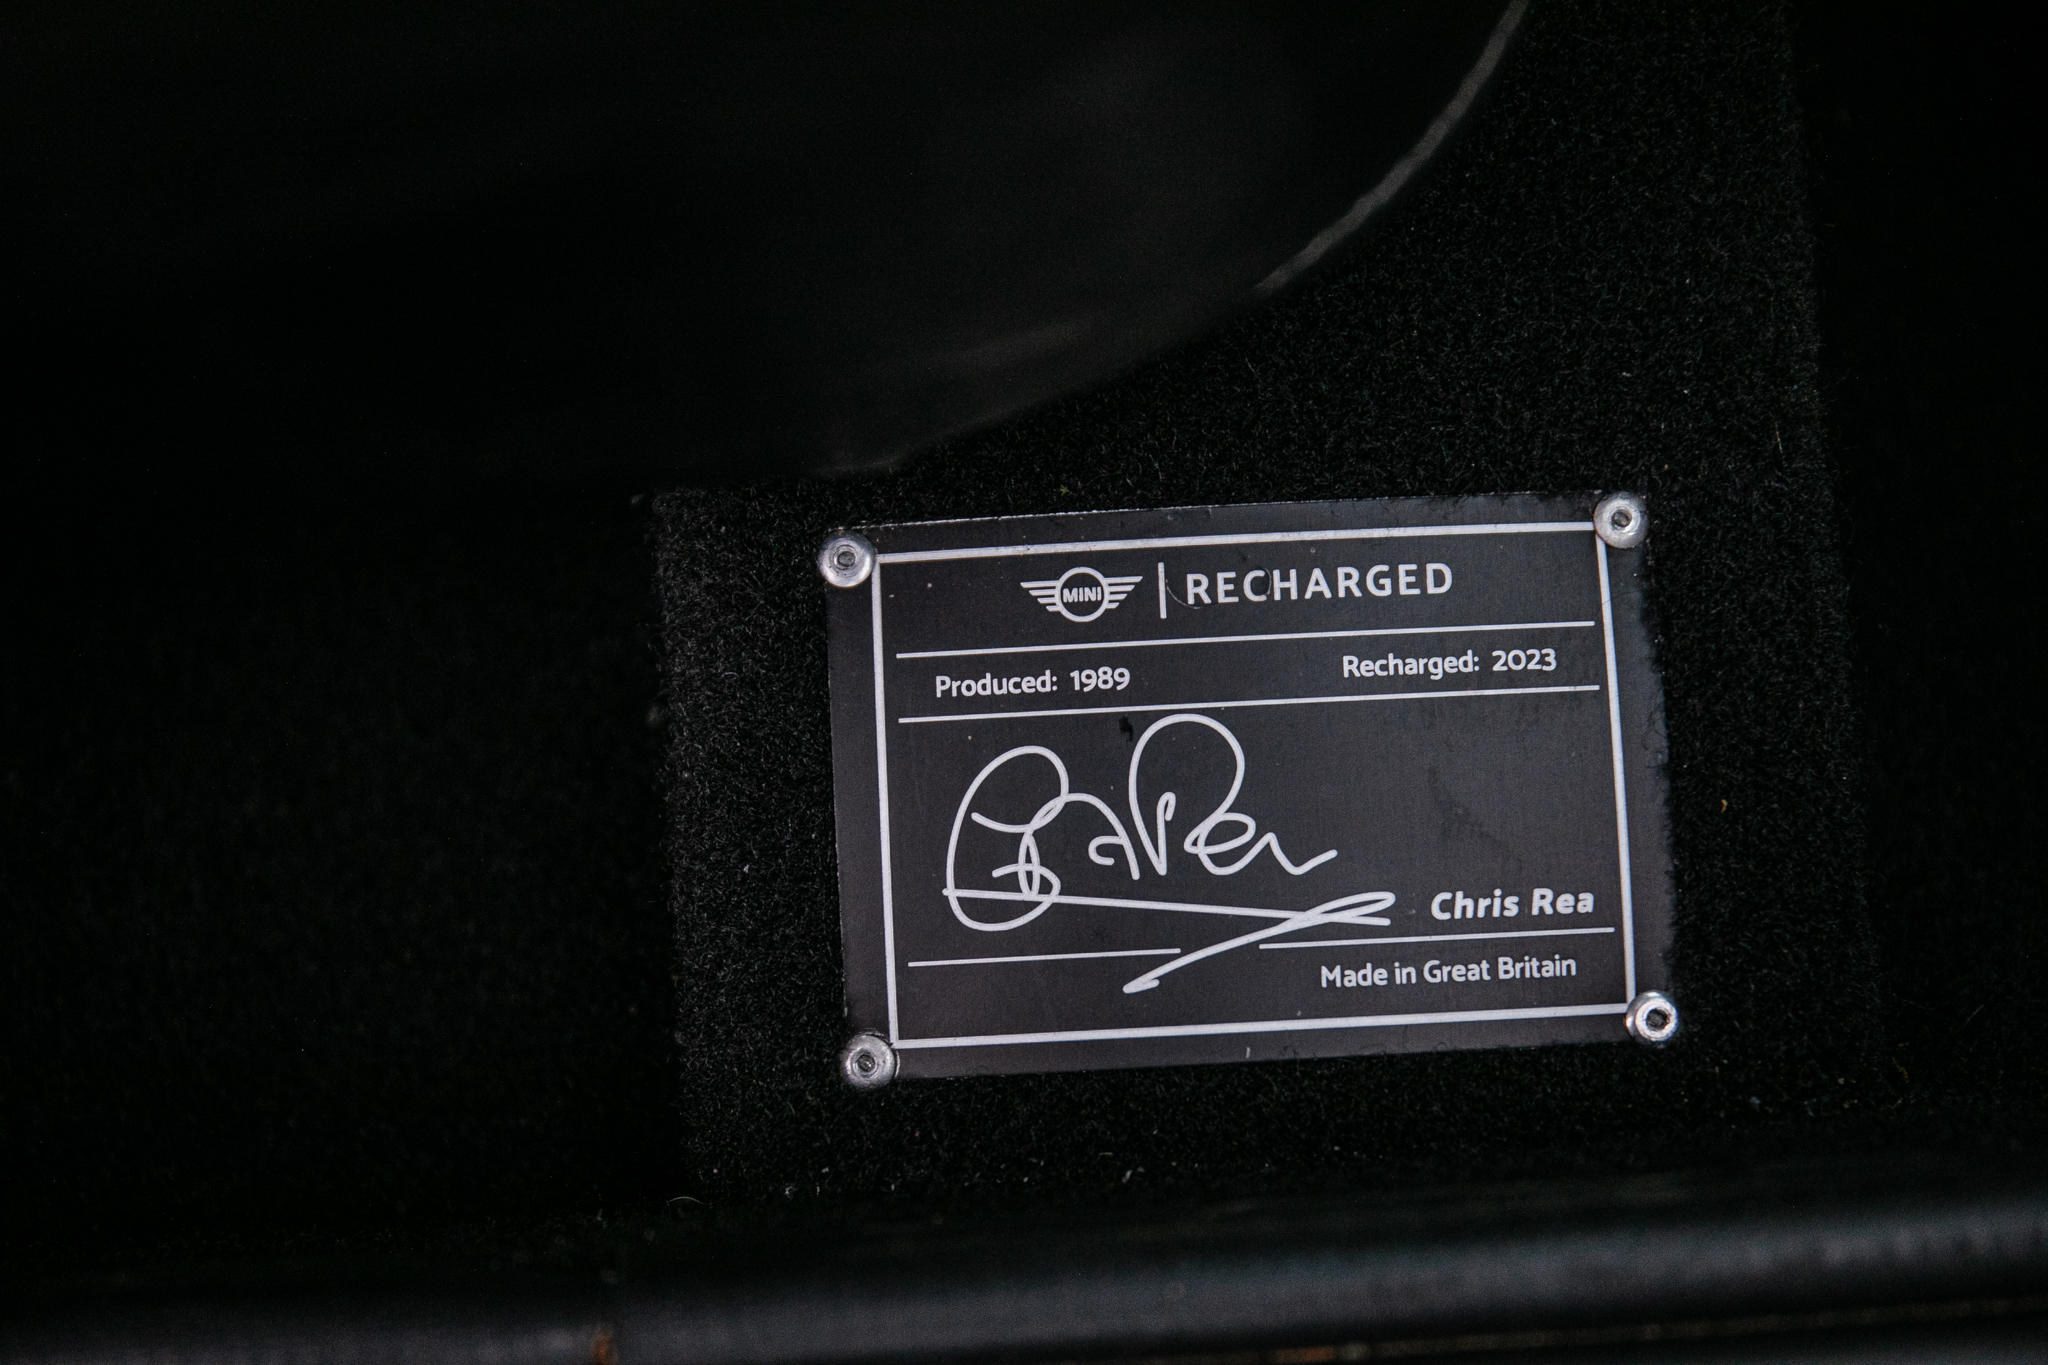 MINI | RECHARGED
Produced: 1989 Recharged: 2023
Chris Rea
Made in Great Britain